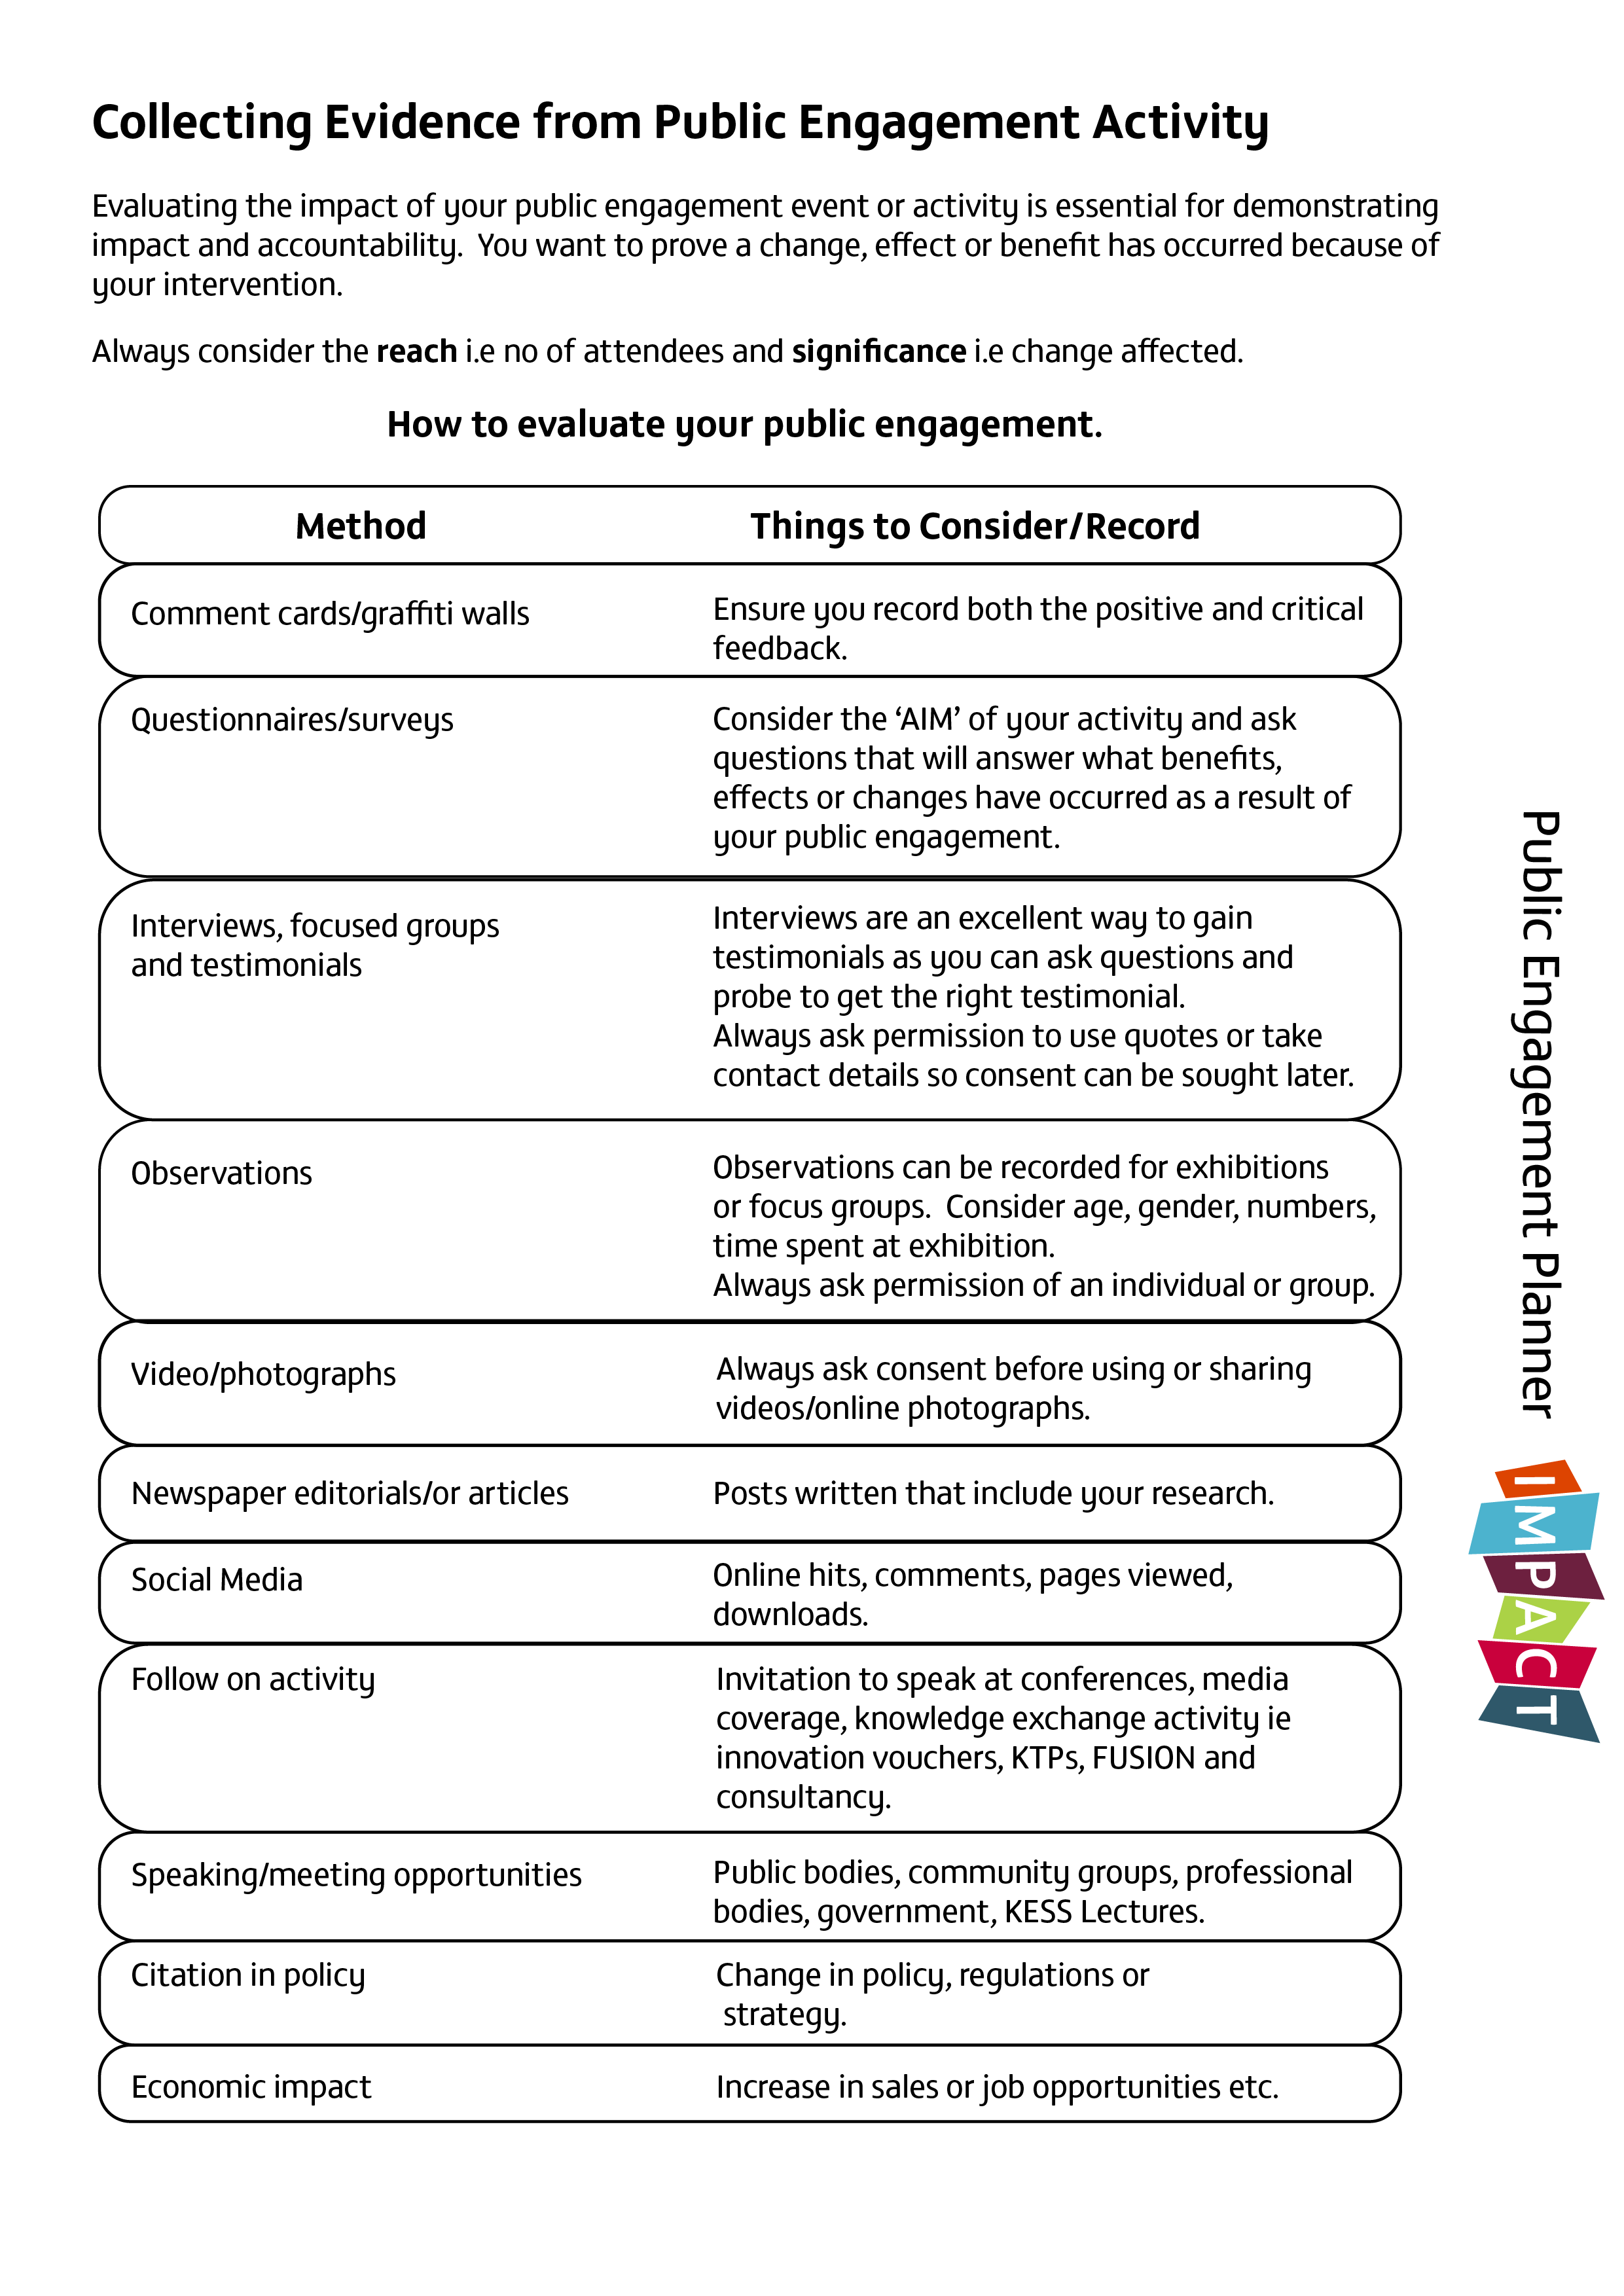 Collecting Evidence from Public Engagement Activity
Evaluating the impact of your public engagement event or activity is essential for demonstrating
impact and accountability.  You want to prove a change, effect or benefit has occurred because of
your intervention.
Always consider the reach i.e no of attendees and significance i.e change affected.
How to evaluate your public engagement.
Method
Things to Consider/Record
Comment cards/graffiti walls
Ensure you record both the positive and critical
feedback.
Questionnaires/surveys
Consider the ‘AIM’ of your activity and ask
questions that will answer what benefits,
effects or changes have occurred as a result of
your public engagement.
Interviews, focused groups
and testimonials
Interviews are an excellent way to gain
testimonials as you can ask questions and
probe to get the right testimonial.
Always ask permission to use quotes or take
contact details so consent can be sought later.
Observations
Observations can be recorded for exhibitions
or focus groups.  Consider age, gender, numbers,
time spent at exhibition.
Always ask permission of an individual or group.
Video/photographs
Always ask consent before using or sharing
videos/online photographs.
Newspaper editorials/or articles
Posts written that include your research.
Social Media
Online hits, comments, pages viewed,
downloads.
Follow on activity
Invitation to speak at conferences, media
coverage, knowledge exchange activity ie
innovation vouchers, KTPs, FUSION and
consultancy.
Speaking/meeting opportunities
Public bodies, community groups, professional
bodies, government, KESS Lectures.
Citation in policy
Change in policy, regulations or
strategy.
Economic impact
Increase in sales or job opportunities etc.
Public Engagement Planner
IMPACT